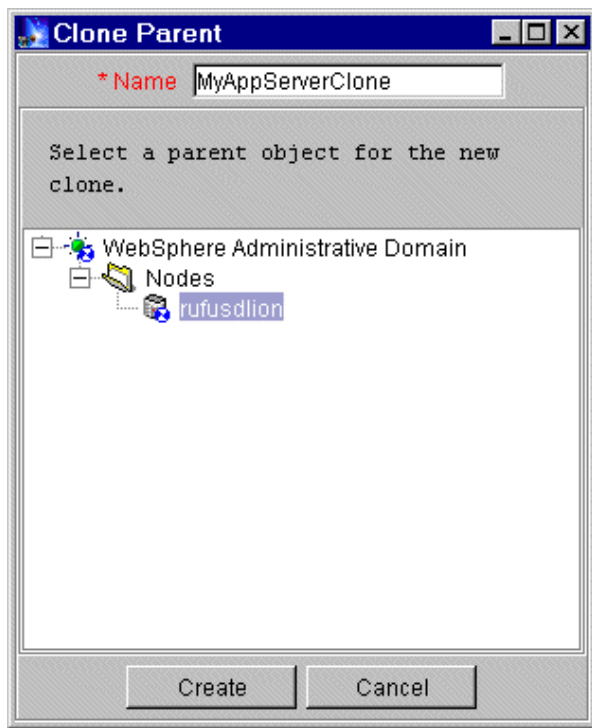 Clone Parent
* Name MyAppServerClone
Select a parent object for the new
clone.
WebSphere Administrative Domain
Nodes
rufusdlion
Create Cancel